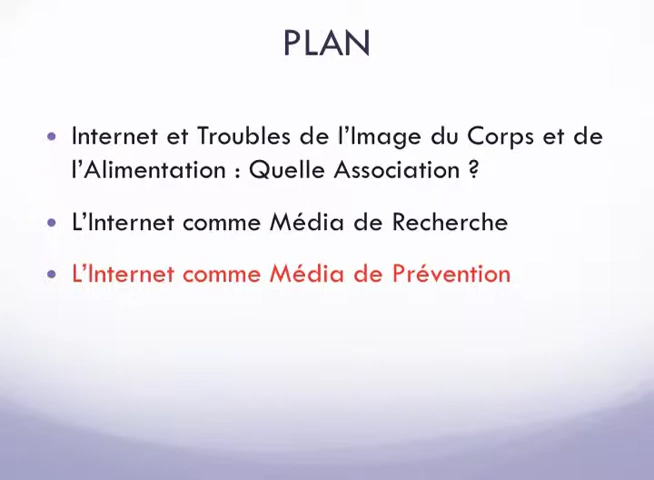 PLAN
• Internet et Troubles de l'Image du Corps et de
l'Alimentation : Quelle Association ?
• L'Internet comme Média de Recherche
• L'Internet comme Média de Prévention